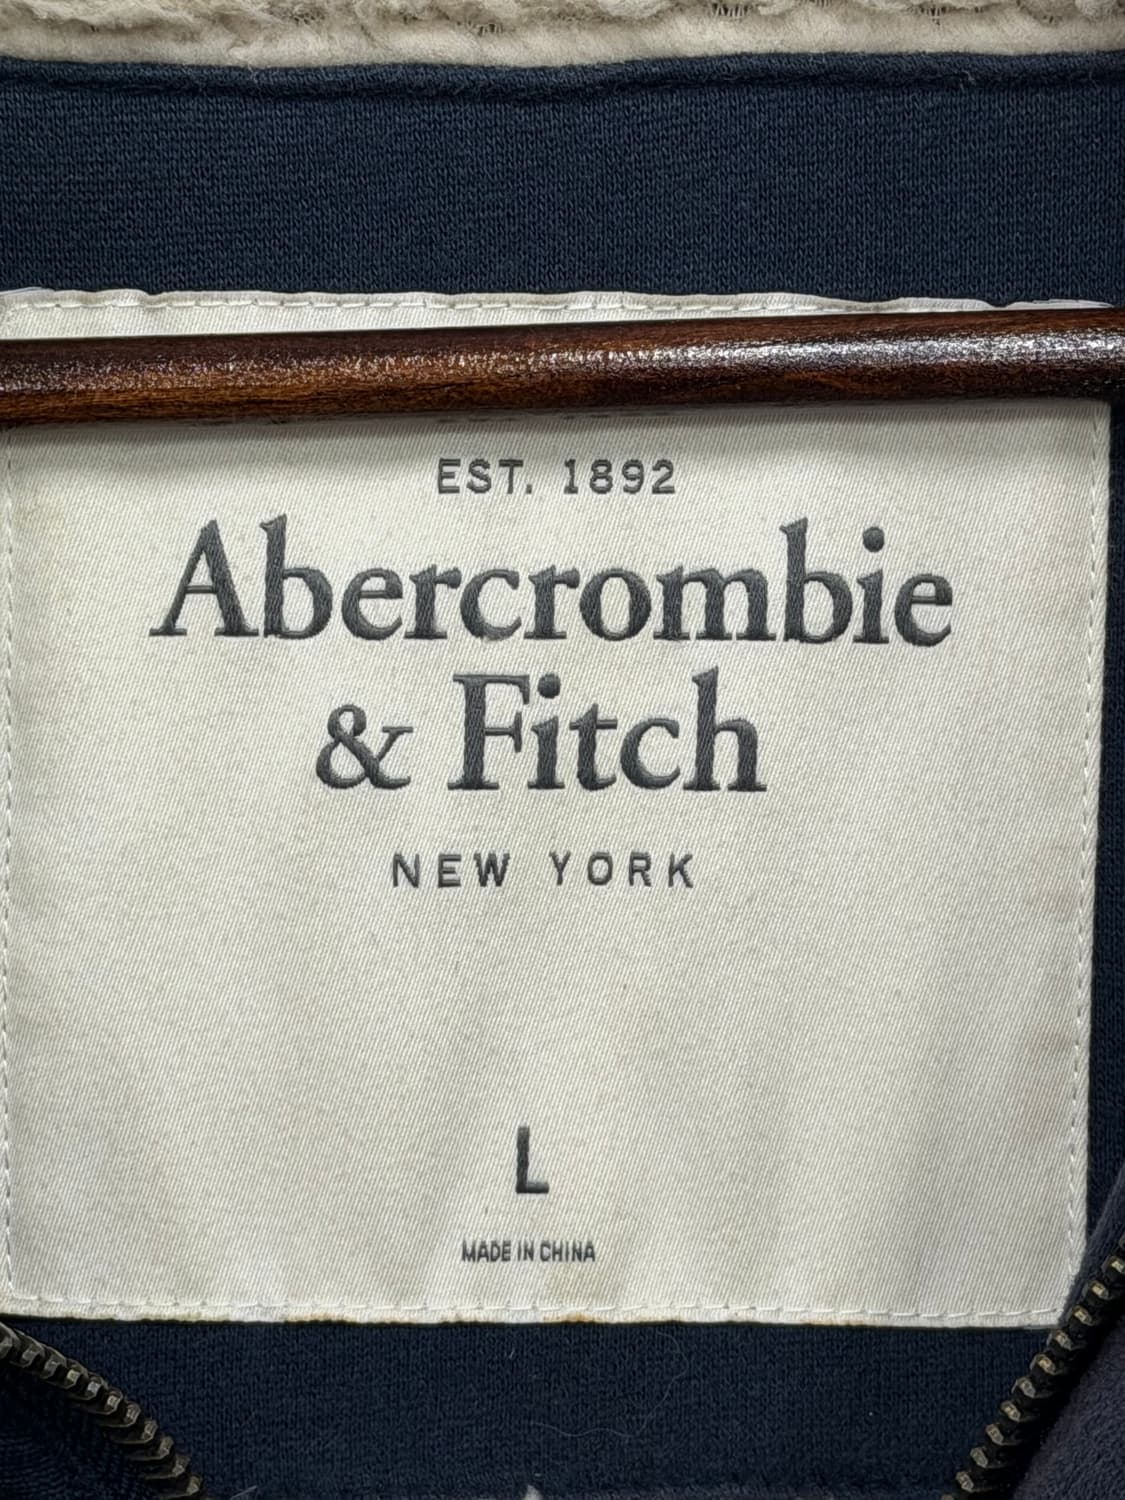 EST. 1892
Abercrombie
& Fitch
NEW YORK
L
MADE IN CHINA